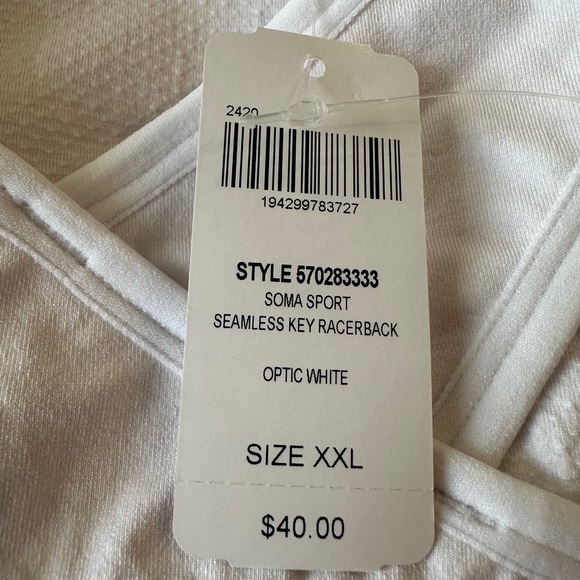 2420
194299783727
STYLE 570283333
SOMA SPORT
SEAMLESS KEY RACERBACK
OPTIC WHITE
SIZE XXL
$40.00